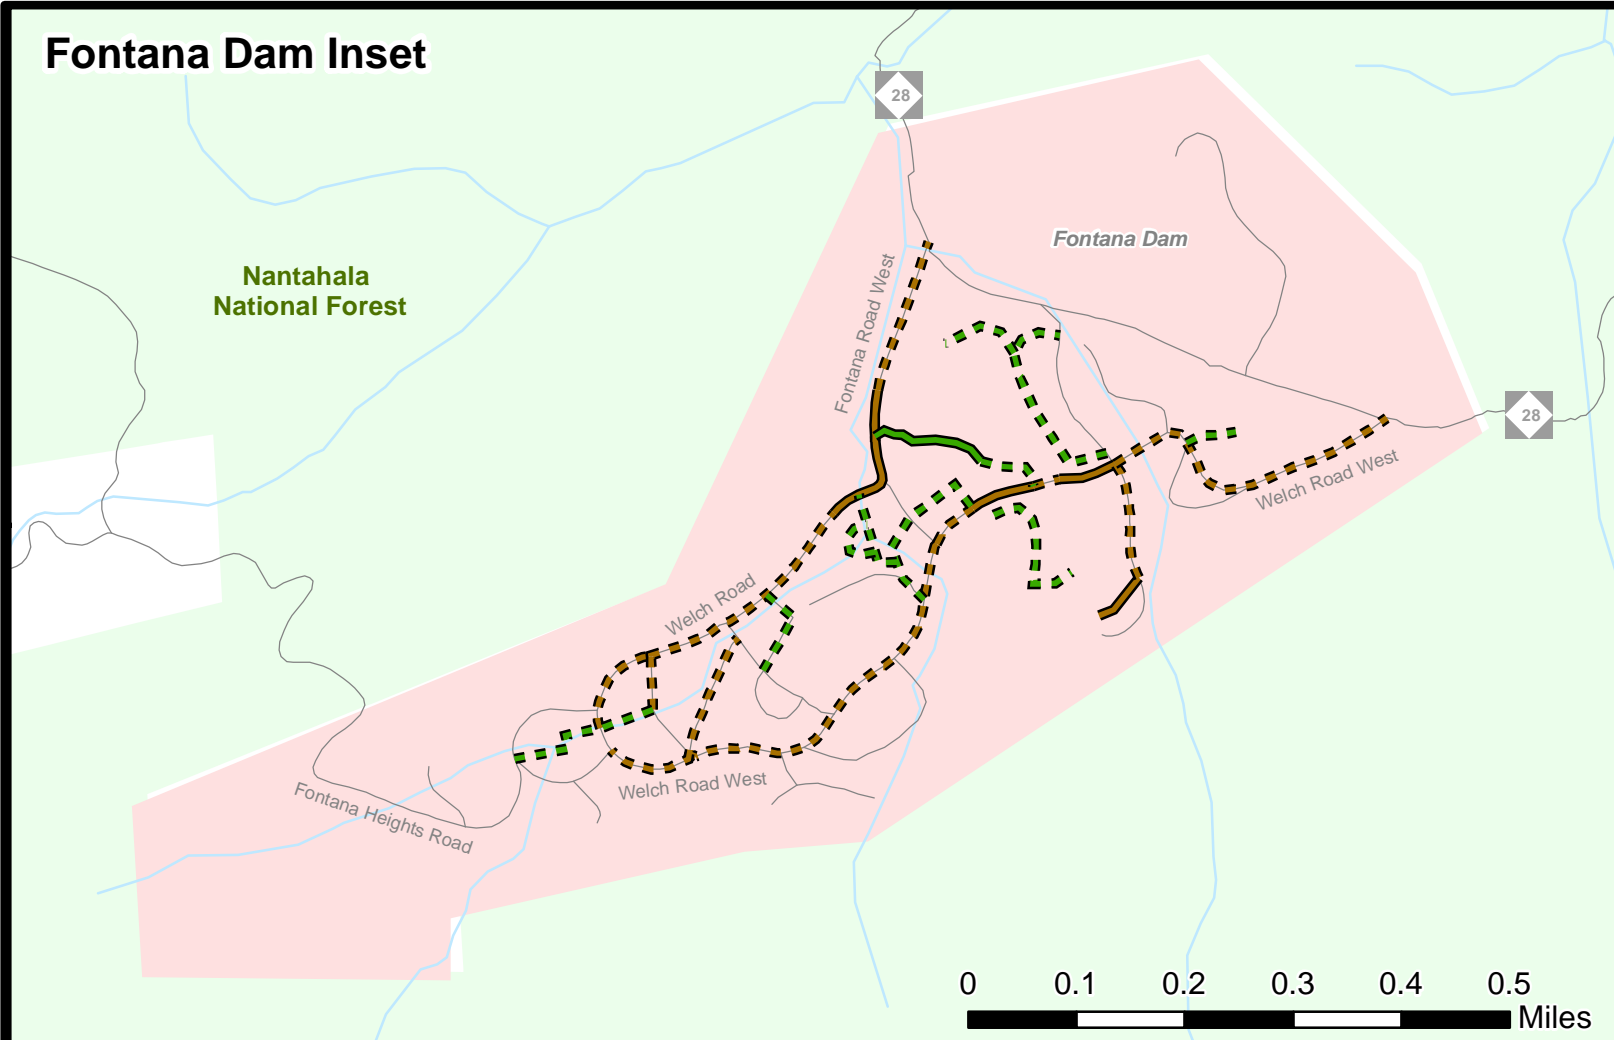 Fontana Dam Inset
28
Fontana Dam
Nantahala
National Forest
Fontana Road West
28
Welch Road West
Welch Road
Welch Road West
Fontana Heights Road
0 0.1 0.2 0.3 0.4 0.5
Miles